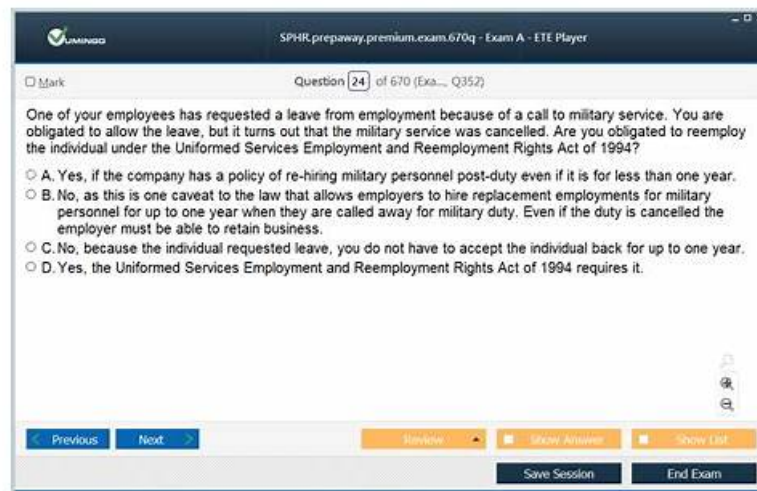 VUMINGO
SPHR.prepaway.premium.exam.670q - Exam A - ETE Player
Mark
Question 24 of 670 (Exa..., Q352)
One of your employees has requested a leave from employment because of a call to military service. You are
obligated to allow the leave, but it turns out that the military service was cancelled. Are you obligated to reemploy
the individual under the Uniformed Services Employment and Reemployment Rights Act of 1994?
A. Yes, if the company has a policy of re-hiring military personnel post-duty even if it is for less than one year.
B. No, as this is one caveat to the law that allows employers to hire replacement employments for military
personnel for up to one year when they are called away for military duty. Even if the duty is cancelled the
employer must be able to retain business.
C. No, because the individual requested leave, you do not have to accept the individual back for up to one year.
D. Yes, the Uniformed Services Employment and Reemployment Rights Act of 1994 requires it.
Previous Next Review Show Answer Show List
Save Session End Exam